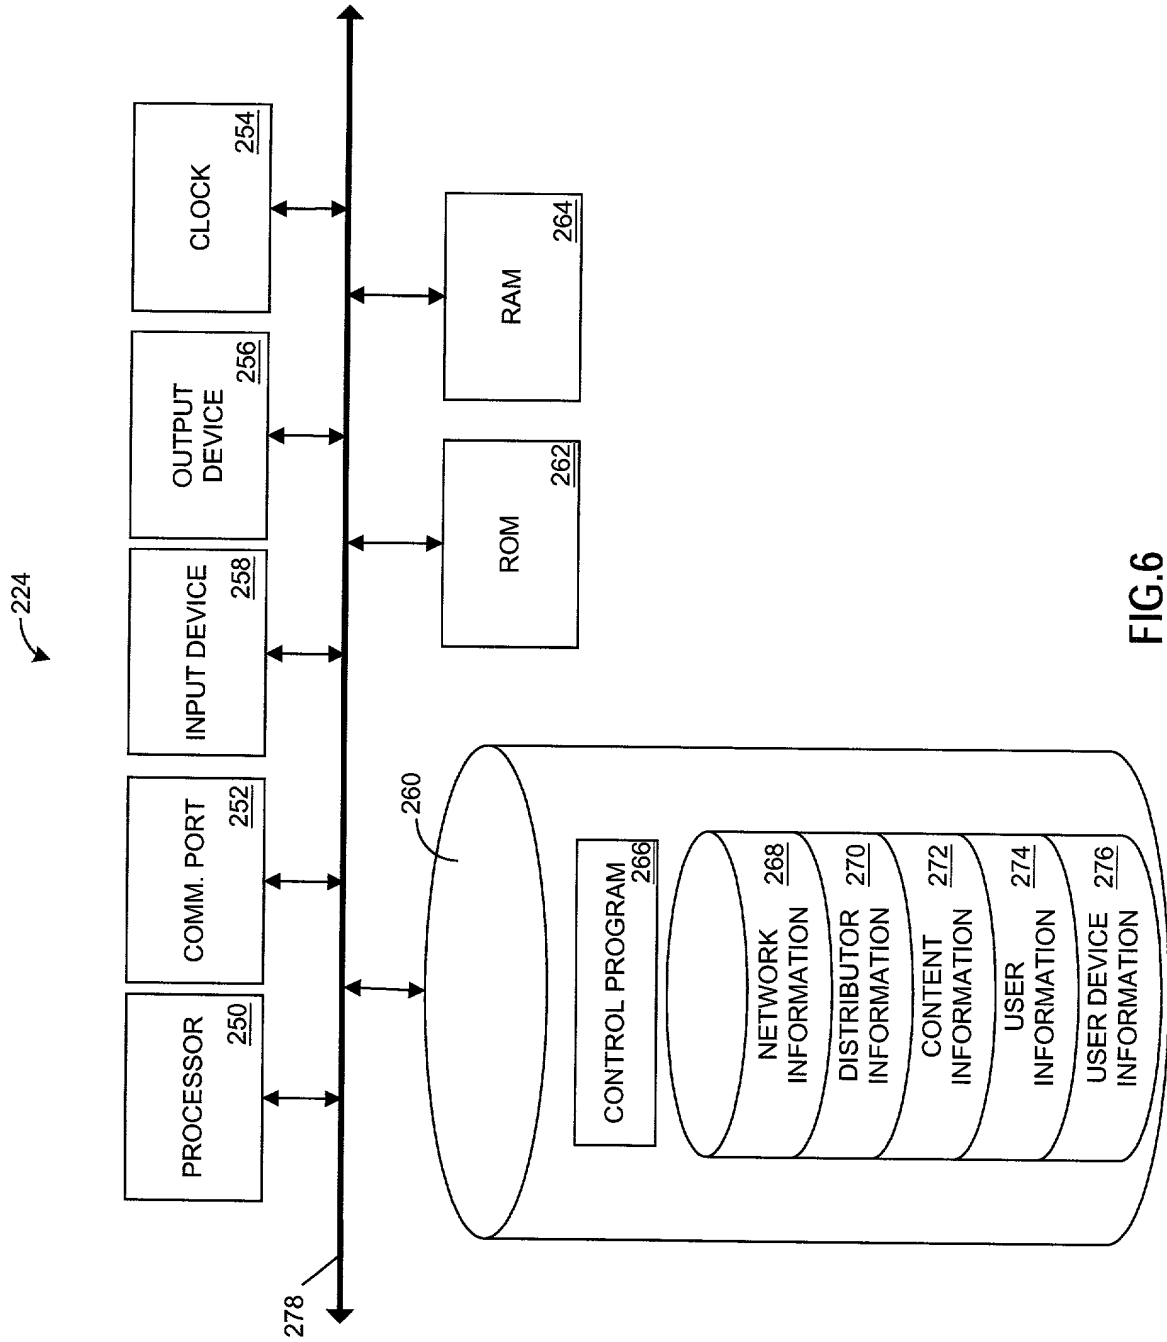 224
PROCESSOR
250
COMM. PORT
252
INPUT DEVICE
258
OUTPUT
DEVICE
256
CLOCK
254
278
260
ROM
262
RAM
264
CONTROL PROGRAM
266
NETWORK
INFORMATION
268
DISTRIBUTOR
INFORMATION
270
CONTENT
INFORMATION
272
USER
INFORMATION
274
USER DEVICE
INFORMATION
276
FIG.6